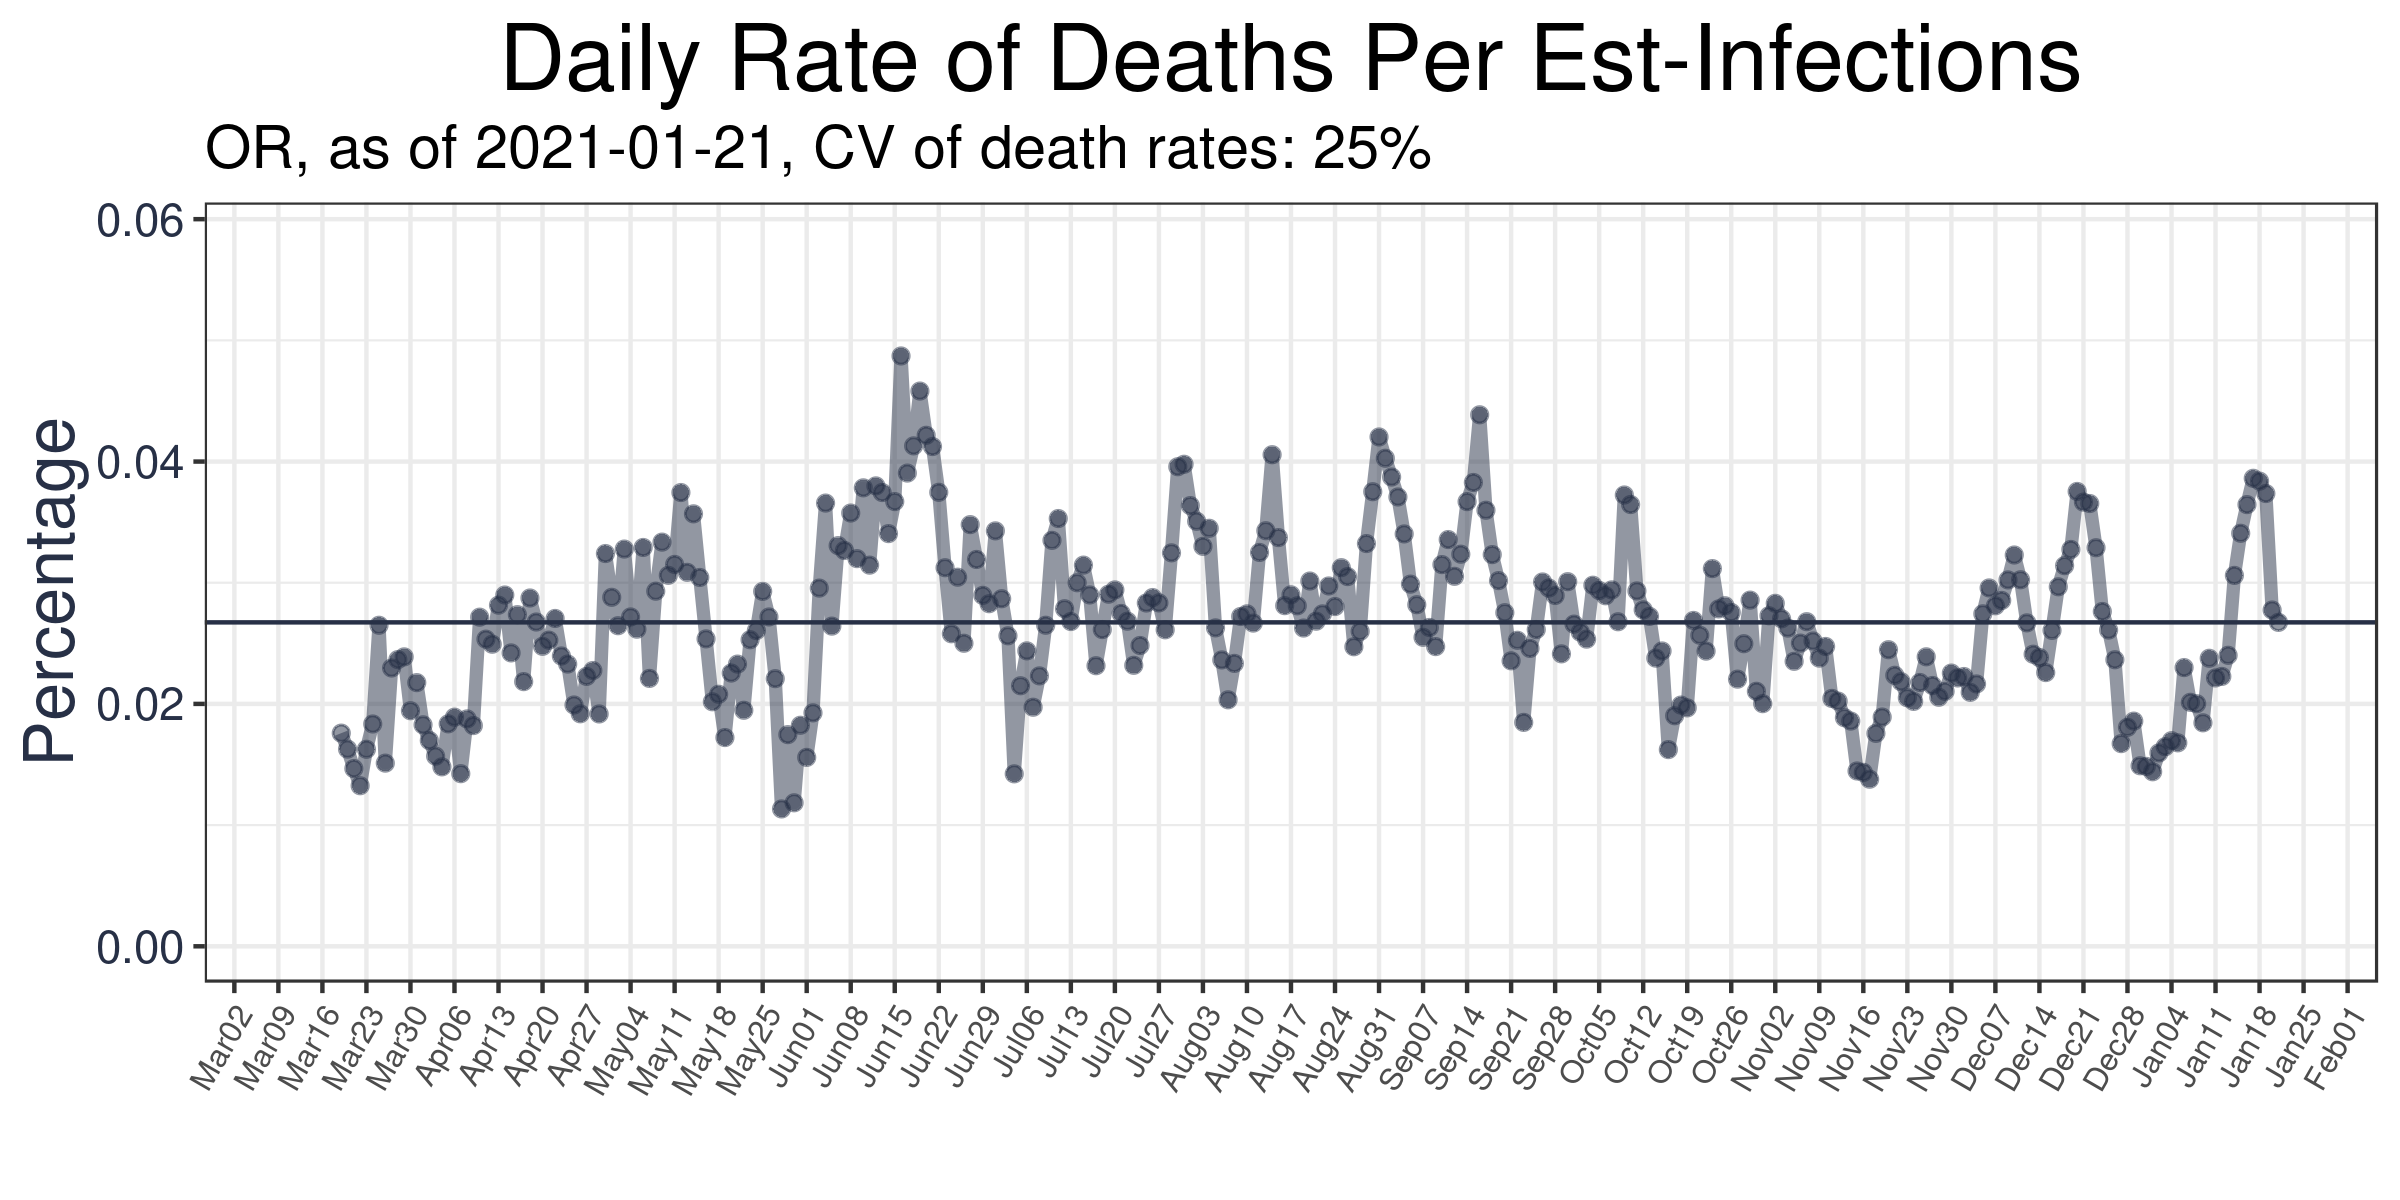 Daily Rate of Deaths Per Est-Infections
OR, as of 2021-01-21, CV of death rates: 25%
Percentage
0.06
0.04
0.02
0.00
Mar02
Mar09
Mar16
Mar23
Mar30
Apr06
Apr13
Apr20
Apr27
May04
May11
May18
May25
Jun01
Jun08
Jun15
Jun22
Jun29
Jul06
Jul13
Jul20
Jul27
Aug03
Aug10
Aug17
Aug24
Aug31
Sep07
Sep14
Sep21
Sep28
Oct05
Oct12
Oct19
Oct26
Nov02
Nov09
Nov16
Nov23
Nov30
Dec07
Dec14
Dec21
Dec28
Jan04
Jan11
Jan18
Jan25
Feb01